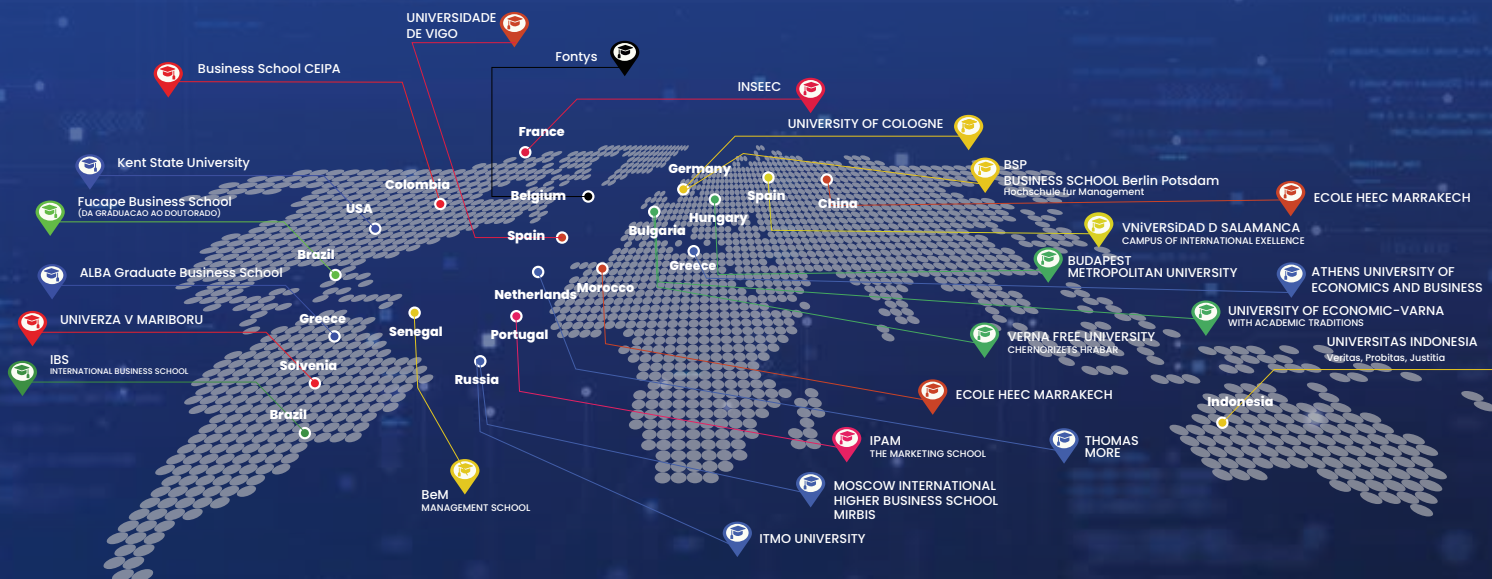 UNIVERSIDADE
DE VIGO
Fontys
Business School CEIPA
INSEEC
UNIVERSITY OF COLOGNE
France
Kent State University
Germany
BSP
BUSINESS SCHOOL Berlin Potsdam
Hochschule fur Management
Colombia
Belgium
Spain
China
ECOLE HEEC MARRAKECH
Fucape Business School
(DA GRADUACAO AO DOUTORADO)
USA
Hungary
Bulgaria
VNiVERSiDAD D SALAMANCA
CAMPUS OF INTERNATIONAL EXELLENCE
Spain
Brazil
Greece
BUDAPEST
METROPOLITAN UNIVERSITY
ALBA Graduate Business School
ATHENS UNIVERSITY OF
ECONOMICS AND BUSINESS
Netherlands
Morocco
UNIVERZA V MARIBORU
Greece
Senegal
Portugal
UNIVERSITY OF ECONOMIC-VARNA
WITH ACADEMIC TRADITIONS
VERNA FREE UNIVERSITY
CHERNORIZETS HRABAR
UNIVERSITAS INDONESIA
Veritas, Probitas, Justitia
IBS
INTERNATIONAL BUSINESS SCHOOL
Solvenia
Russia
ECOLE HEEC MARRAKECH
Indonesia
Brazil
IPAM
THE MARKETING SCHOOL
THOMAS
MORE
BeM
MANAGEMENT SCHOOL
MOSCOW INTERNATIONAL
HIGHER BUSINESS SCHOOL
MIRBIS
ITMO UNIVERSITY